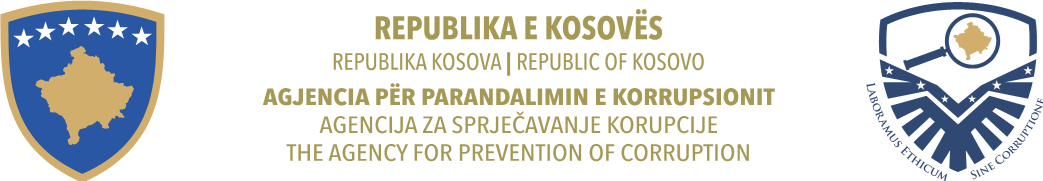 REPUBLIKA E KOSOVËS
REPUBLIKA KOSOVA | REPUBLIC OF KOSOVO
AGJENCIA PËR PARANDALIMIN E KORRUPSIONIT
AGENCIJA ZA SPRJEČAVANJE KORUPCIJE
THE AGENCY FOR PREVENTION OF CORRUPTION
LABORAMUS ETHICUM SINE CORRUPTIONE